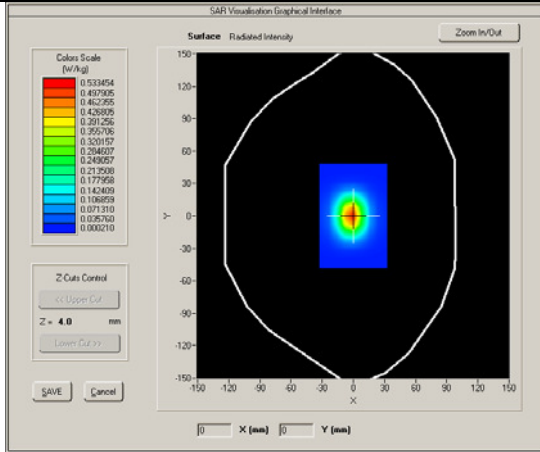 SAR Visualisation Graphical Interface
Surface Radiated Intensity
Zoom In/Out
Colors Scale
(W/kg)
0.533454
0.497905
0.462355
0.426805
0.391256
0.355706
0.320157
0.284607
0.249057
0.213508
0.177958
0.142409
0.106859
0.071310
0.035760
0.000210
Z-Cuts Control
<< Upper Cut
Z = 4.0 mm
Lower Cut >>
SAVE Cancel
150
120
90
60
30
Y 0
-30
-60
-90
-120
-150
-150 -120 -90 -60 -30 0 30 60 90 120 150
X
0 X (mm) 0 Y (mm)